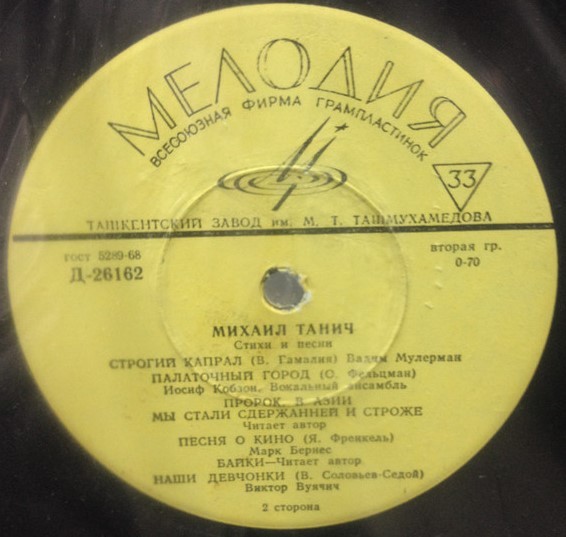 МЕЛОДИЯ
ВСЕСОЮЗНАЯ ФИРМА ГРАМПЛАСТИНОК
33
ТАШКЕНТСКИЙ ЗАВОД им. М. Т. ТАШМУХАМЕДОВА
гост 5289-68
вторая гр.
Д-26162
0-70
МИХАИЛ ТАНИЧ
Стихи и песни
СТРОГИЙ КАПРАЛ (В. Гамалия) Вадим Мулерман
ПАЛАТОЧНЫЙ ГОРОД (О. Фельцман)
Иосиф Кобзон, Вокальный ансамбль
ПРОРОК. В АЗИИ
МЫ СТАЛИ СДЕРЖАННЕЙ И СТРОЖЕ
Читает автор
ПЕСНЯ О КИНО (Я. Френкель)
Марк Бернес
БАЙКИ—Читает автор
НАШИ ДЕВЧОНКИ (В. Соловьев-Седой)
Виктор Вуячич
2 сторона